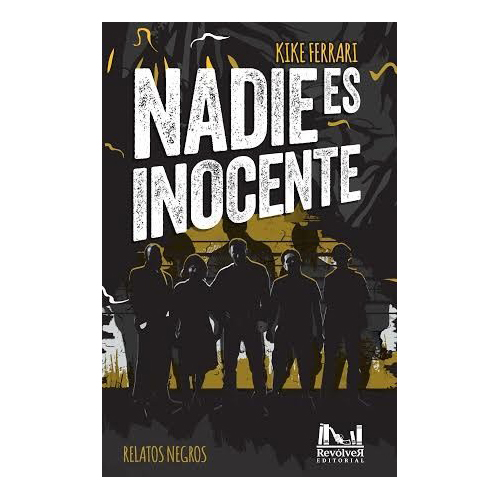 KIKE FERRARI
NADIE ES
INOCENTE
RELATOS NEGROS
RevólveR
EDITORIAL